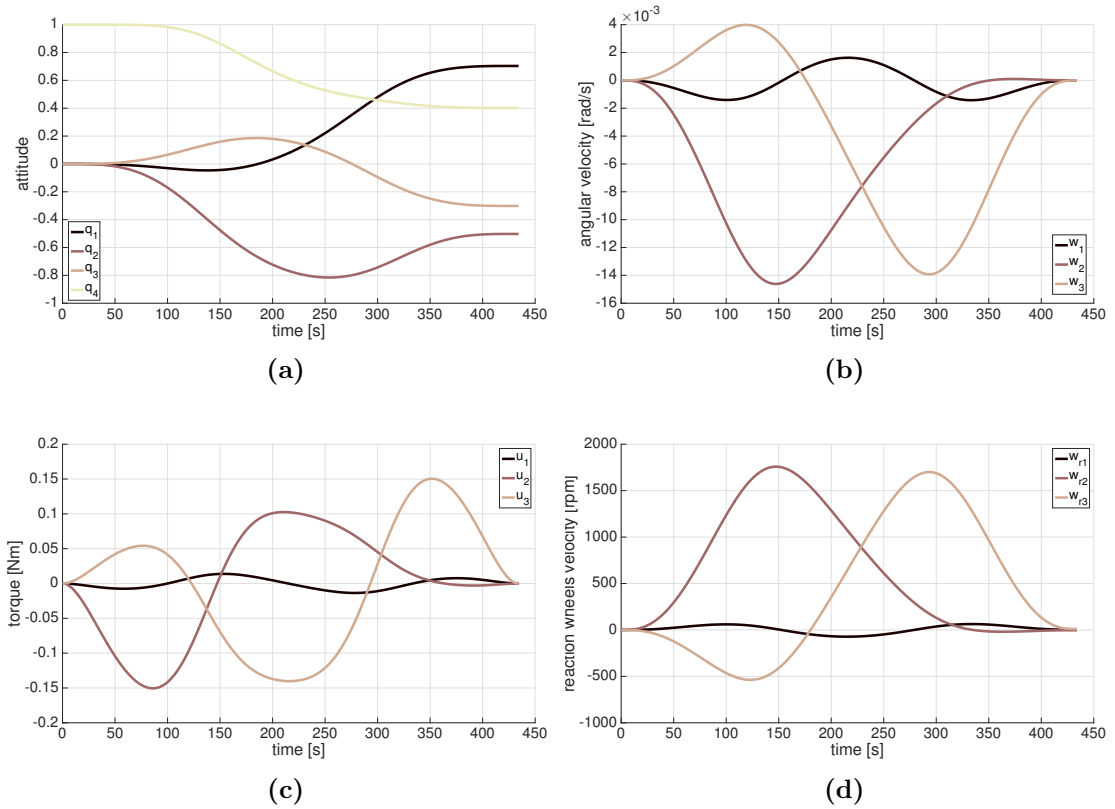 1
0.8
0.6
0.4
0.2
0
-0.2
-0.4
-0.6
-0.8
-1
attitude
q1
q2
q3
q4
0 50 100 150 200 250 300 350 400 450
time [s]
(a)
×10-3
4
2
0
-2
-4
-6
-8
-10
-12
-14
-16
angular velocity [rad/s]
w1
w2
w3
0 50 100 150 200 250 300 350 400 450
time [s]
(b)
0.2
0.15
0.1
0.05
0
-0.05
-0.1
-0.15
-0.2
torque [Nm]
u1
u2
u3
0 50 100 150 200 250 300 350 400 450
time [s]
(c)
2000
1500
1000
500
0
-500
-1000
reaction wheels velocity [rpm]
wr1
wr2
wr3
0 50 100 150 200 250 300 350 400 450
time [s]
(d)